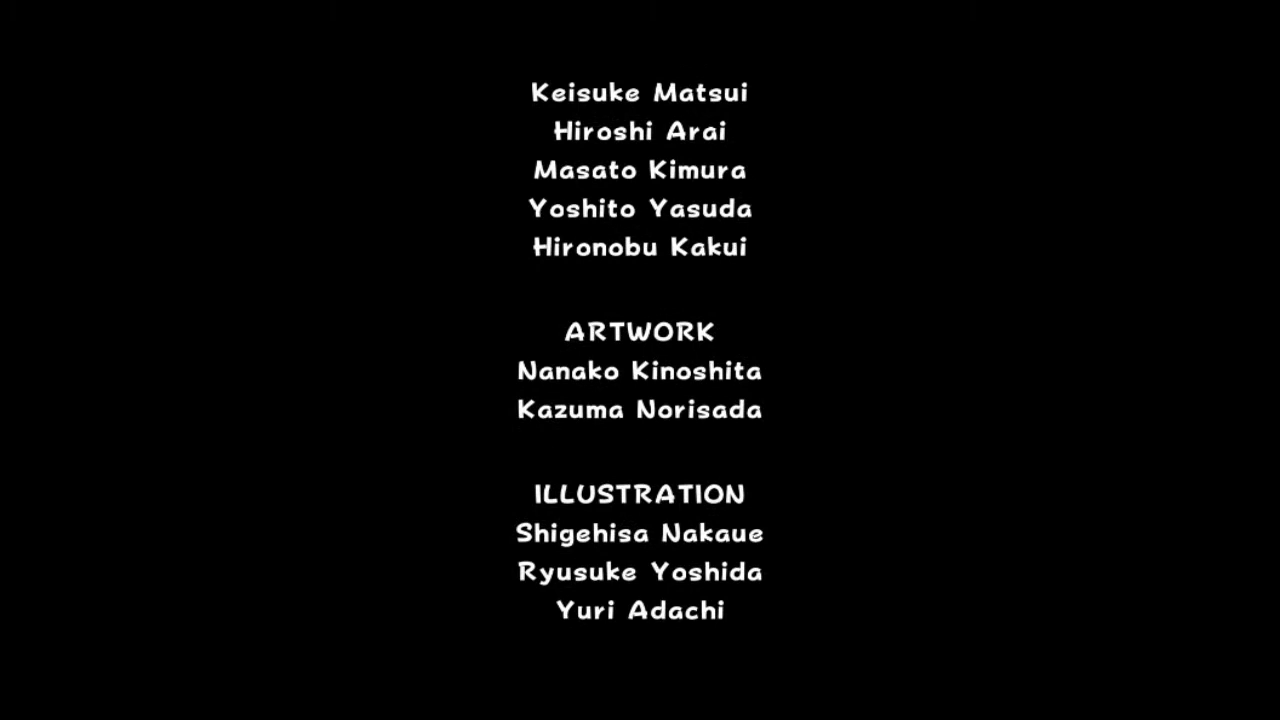 Keisuke Matsui
Hiroshi Arai
Masato Kimura
Yoshito Yasuda
Hironobu Kakui
ARTWORK
Nanako Kinoshita
Kazuma Norisada
ILLUSTRATION
Shigehisa Nakaue
Ryusuke Yoshida
Yuri Adachi